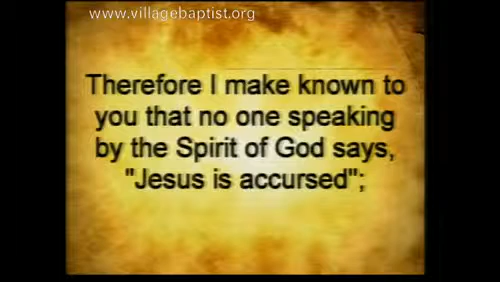 www.villagebaptist.org
Therefore I make known to
you that no one speaking
by the Spirit of God says,
"Jesus is accursed";